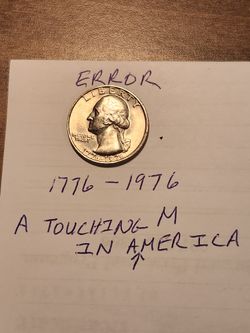 ERROR
LIBERTY
1776 - 1976
A TOUCHING M
IN AMERICA